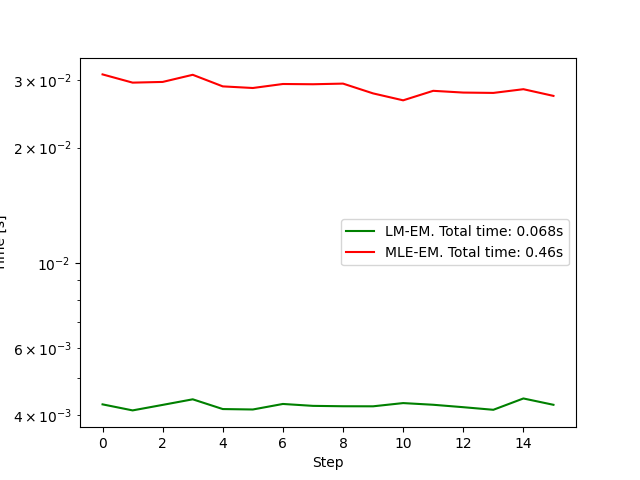 3 × 10⁻²
2 × 10⁻²
10⁻²
6 × 10⁻³
4 × 10⁻³
Time [s]
LM-EM. Total time: 0.068s
MLE-EM. Total time: 0.46s
0 2 4 6 8 10 12 14
Step